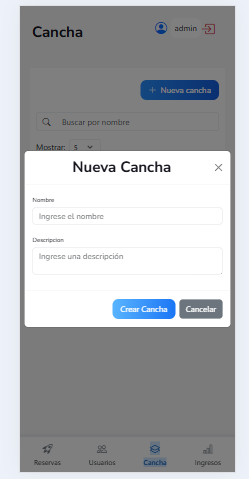 Cancha
admin
+ Nueva cancha
Buscar por nombre
Mostrar: 5
Nueva Cancha
Nombre
Ingrese el nombre
Descripcion
Ingrese una descripción
Crear Cancha
Cancelar
Reservas
Usuarios
Cancha
Ingresos